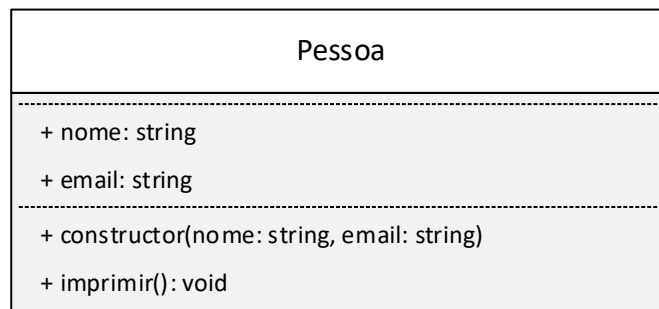 Pessoa
+ nome: string
+ email: string
+ constructor(nome: string, email: string)
+ imprimir(): void